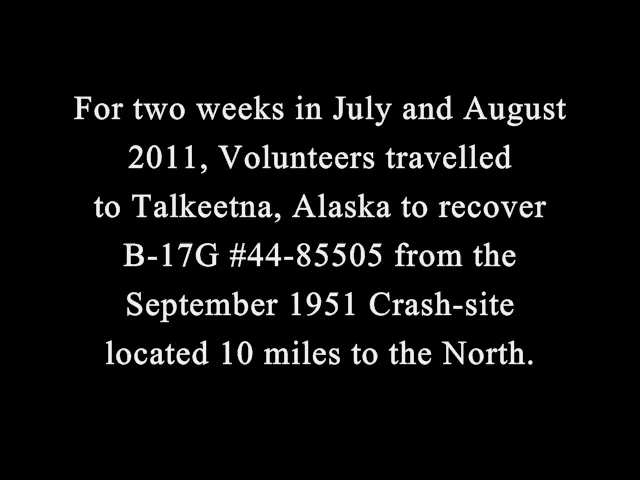 For two weeks in July and August
2011, Volunteers travelled
to Talkeetna, Alaska to recover
B-17G #44-85505 from the
September 1951 Crash-site
located 10 miles to the North.